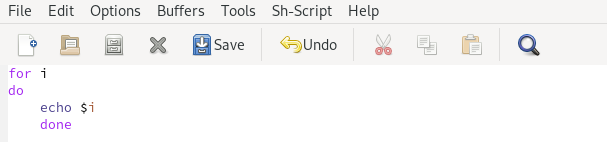 File Edit Options Buffers Tools Sh-Script Help
Save Undo
for i
do
    echo $i
    done